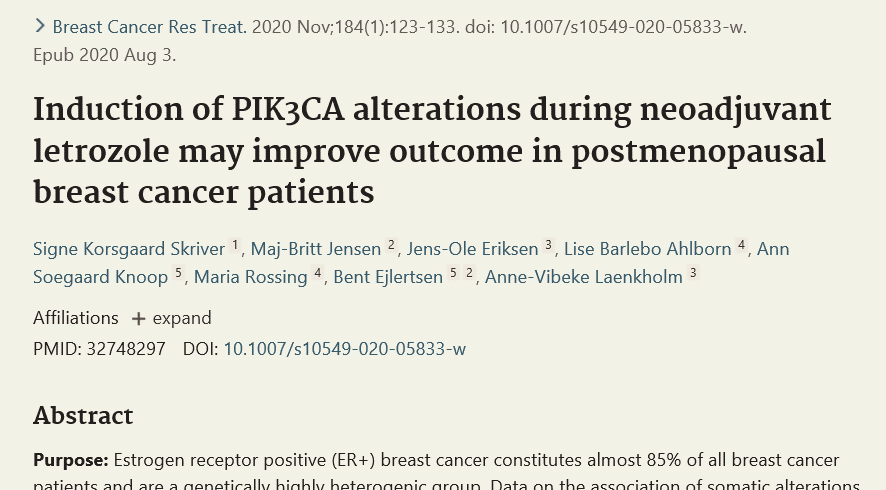 Breast Cancer Res Treat. 2020 Nov;184(1):123-133. doi: 10.1007/s10549-020-05833-w.
Epub 2020 Aug 3.
Induction of PIK3CA alterations during neoadjuvant
letrozole may improve outcome in postmenopausal
breast cancer patients
Signe Korsgaard Skriver 1, Maj-Britt Jensen 2, Jens-Ole Eriksen 3, Lise Barlebo Ahlborn 4, Ann
Soegaard Knoop 5, Maria Rossing 4, Bent Ejlertsen 5 2, Anne-Vibeke Laenkholm 3
Affiliations + expand
PMID: 32748297 DOI: 10.1007/s10549-020-05833-w
Abstract
Purpose: Estrogen receptor positive (ER+) breast cancer constitutes almost 85% of all breast cancer
patients and are a genetically highly heterogenic group. Data on the association of somatic alterations